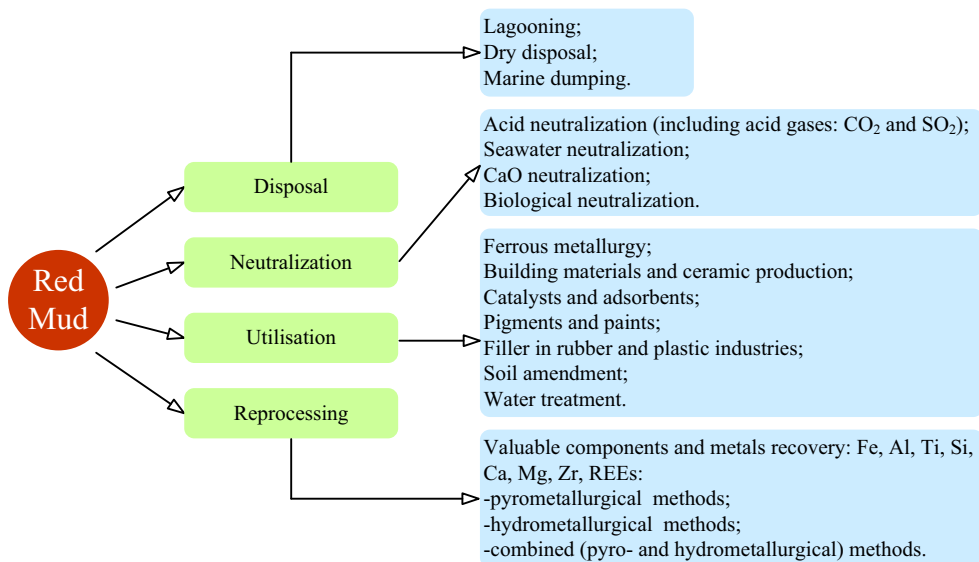 Red
Mud
Disposal
Lagooning;
Dry disposal;
Marine dumping.
Neutralization
Acid neutralization (including acid gases: CO₂ and SO₂);
Seawater neutralization;
CaO neutralization;
Biological neutralization.
Utilisation
Ferrous metallurgy;
Building materials and ceramic production;
Catalysts and adsorbents;
Pigments and paints;
Filler in rubber and plastic industries;
Soil amendment;
Water treatment.
Reprocessing
Valuable components and metals recovery: Fe, Al, Ti, Si,
Ca, Mg, Zr, REEs:
-pyrometallurgical methods;
-hydrometallurgical methods;
-combined (pyro- and hydrometallurgical) methods.